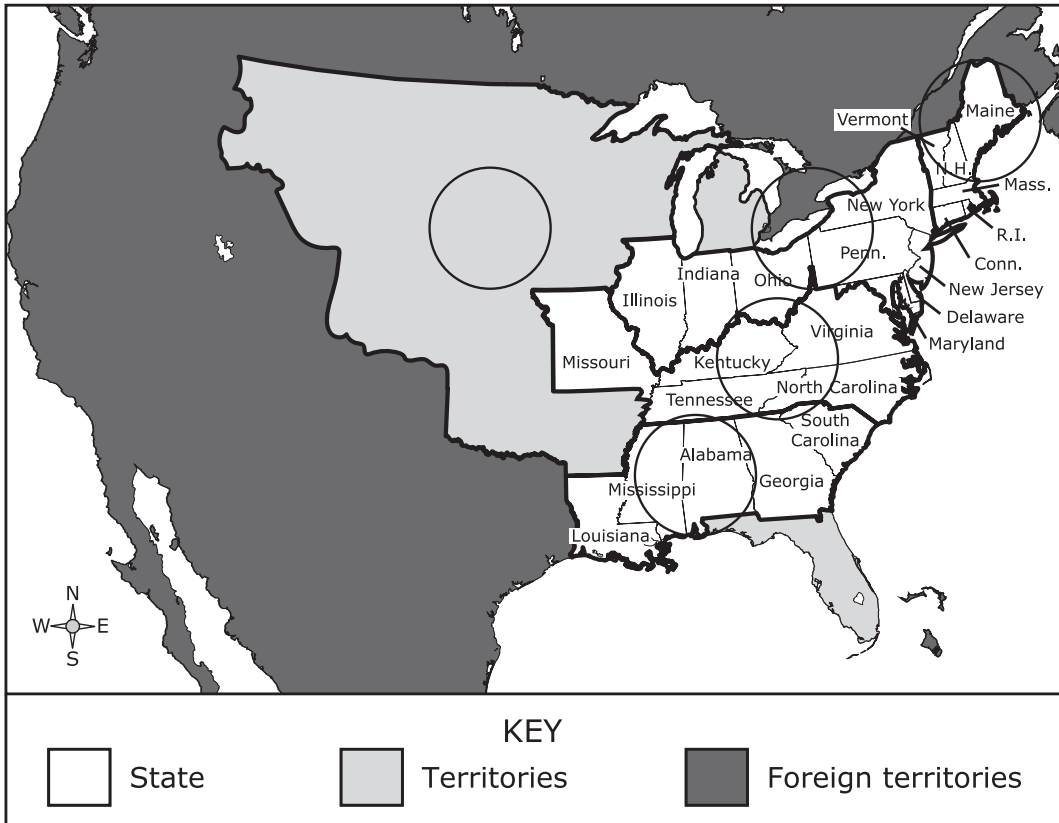 Maine
Vermont
N.H.
Mass.
New York
R.I.
Penn.
Conn.
Indiana
Ohio
New Jersey
Illinois
Delaware
Virginia
Maryland
Missouri
Kentucky
North Carolina
Tennessee
South
Carolina
Alabama
Georgia
Mississippi
Louisiana
N
W
E
S
KEY
State
Territories
Foreign territories